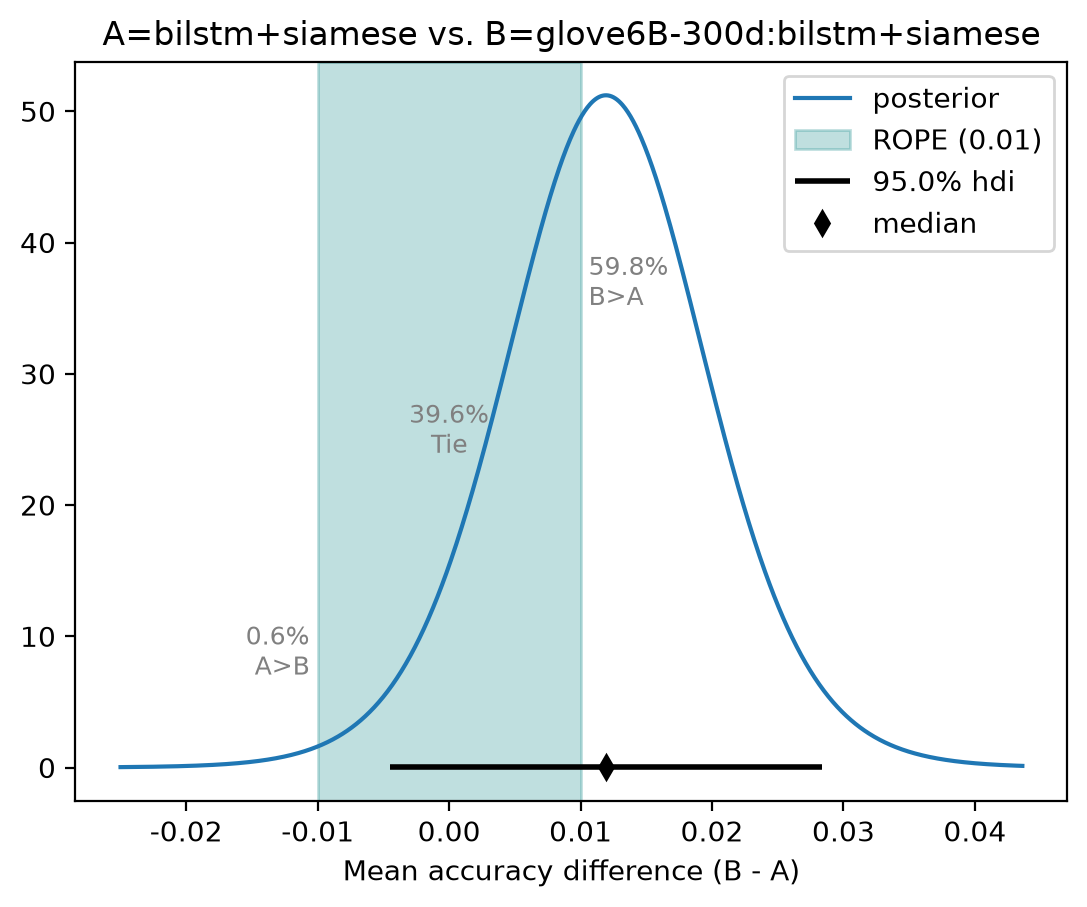 A=bilstm+siamese vs. B=glove6B-300d:bilstm+siamese
50
40
30
20
10
0
posterior
ROPE (0.01)
95.0% hdi
median
59.8%
B>A
39.6%
Tie
0.6%
A>B
-0.02
-0.01
0.00
0.01
0.02
0.03
0.04
Mean accuracy difference (B - A)